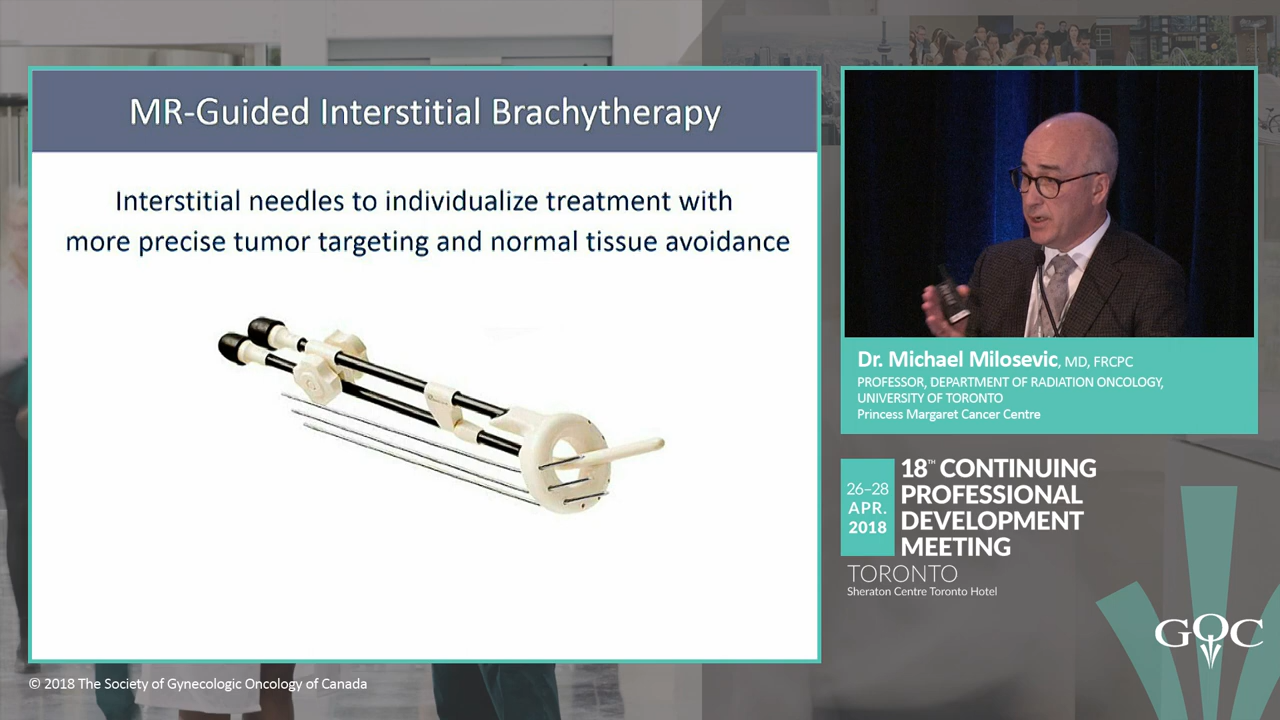 MR-Guided Interstitial Brachytherapy
Interstitial needles to individualize treatment with
more precise tumor targeting and normal tissue avoidance
Dr. Michael Milosevic, MD, FRCPC
PROFESSOR, DEPARTMENT OF RADIATION ONCOLOGY,
UNIVERSITY OF TORONTO
Princess Margaret Cancer Centre
26–28
APR.
2018
18TH CONTINUING
PROFESSIONAL
DEVELOPMENT
MEETING
TORONTO
Sheraton Centre Toronto Hotel
GOC
© 2018 The Society of Gynecologic Oncology of Canada